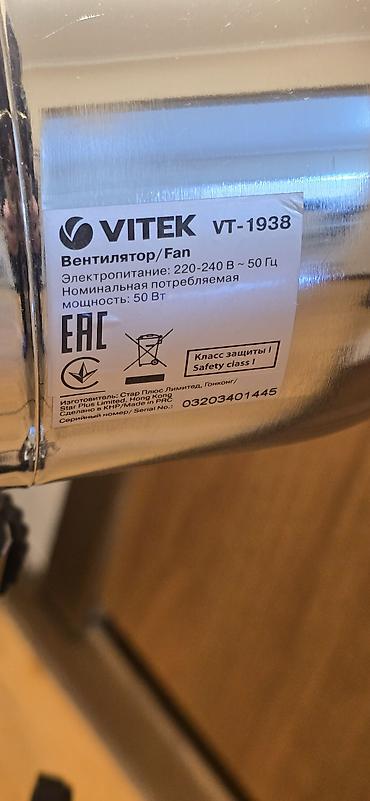 VITEK VT-1938
Вентилятор/Fan
Электропитание: 220-240 В ~ 50 Гц
Номинальная потребляемая
мощность: 50 Вт
EAC
Класс защиты I
Safety class I
Изготовитель: Стар Плюс Лимитед, Гонконг/
Star Plus Limited, Hong Kong
Сделано в КНР/Made in PRC
Серийный номер/ Serial No.: 03203401445